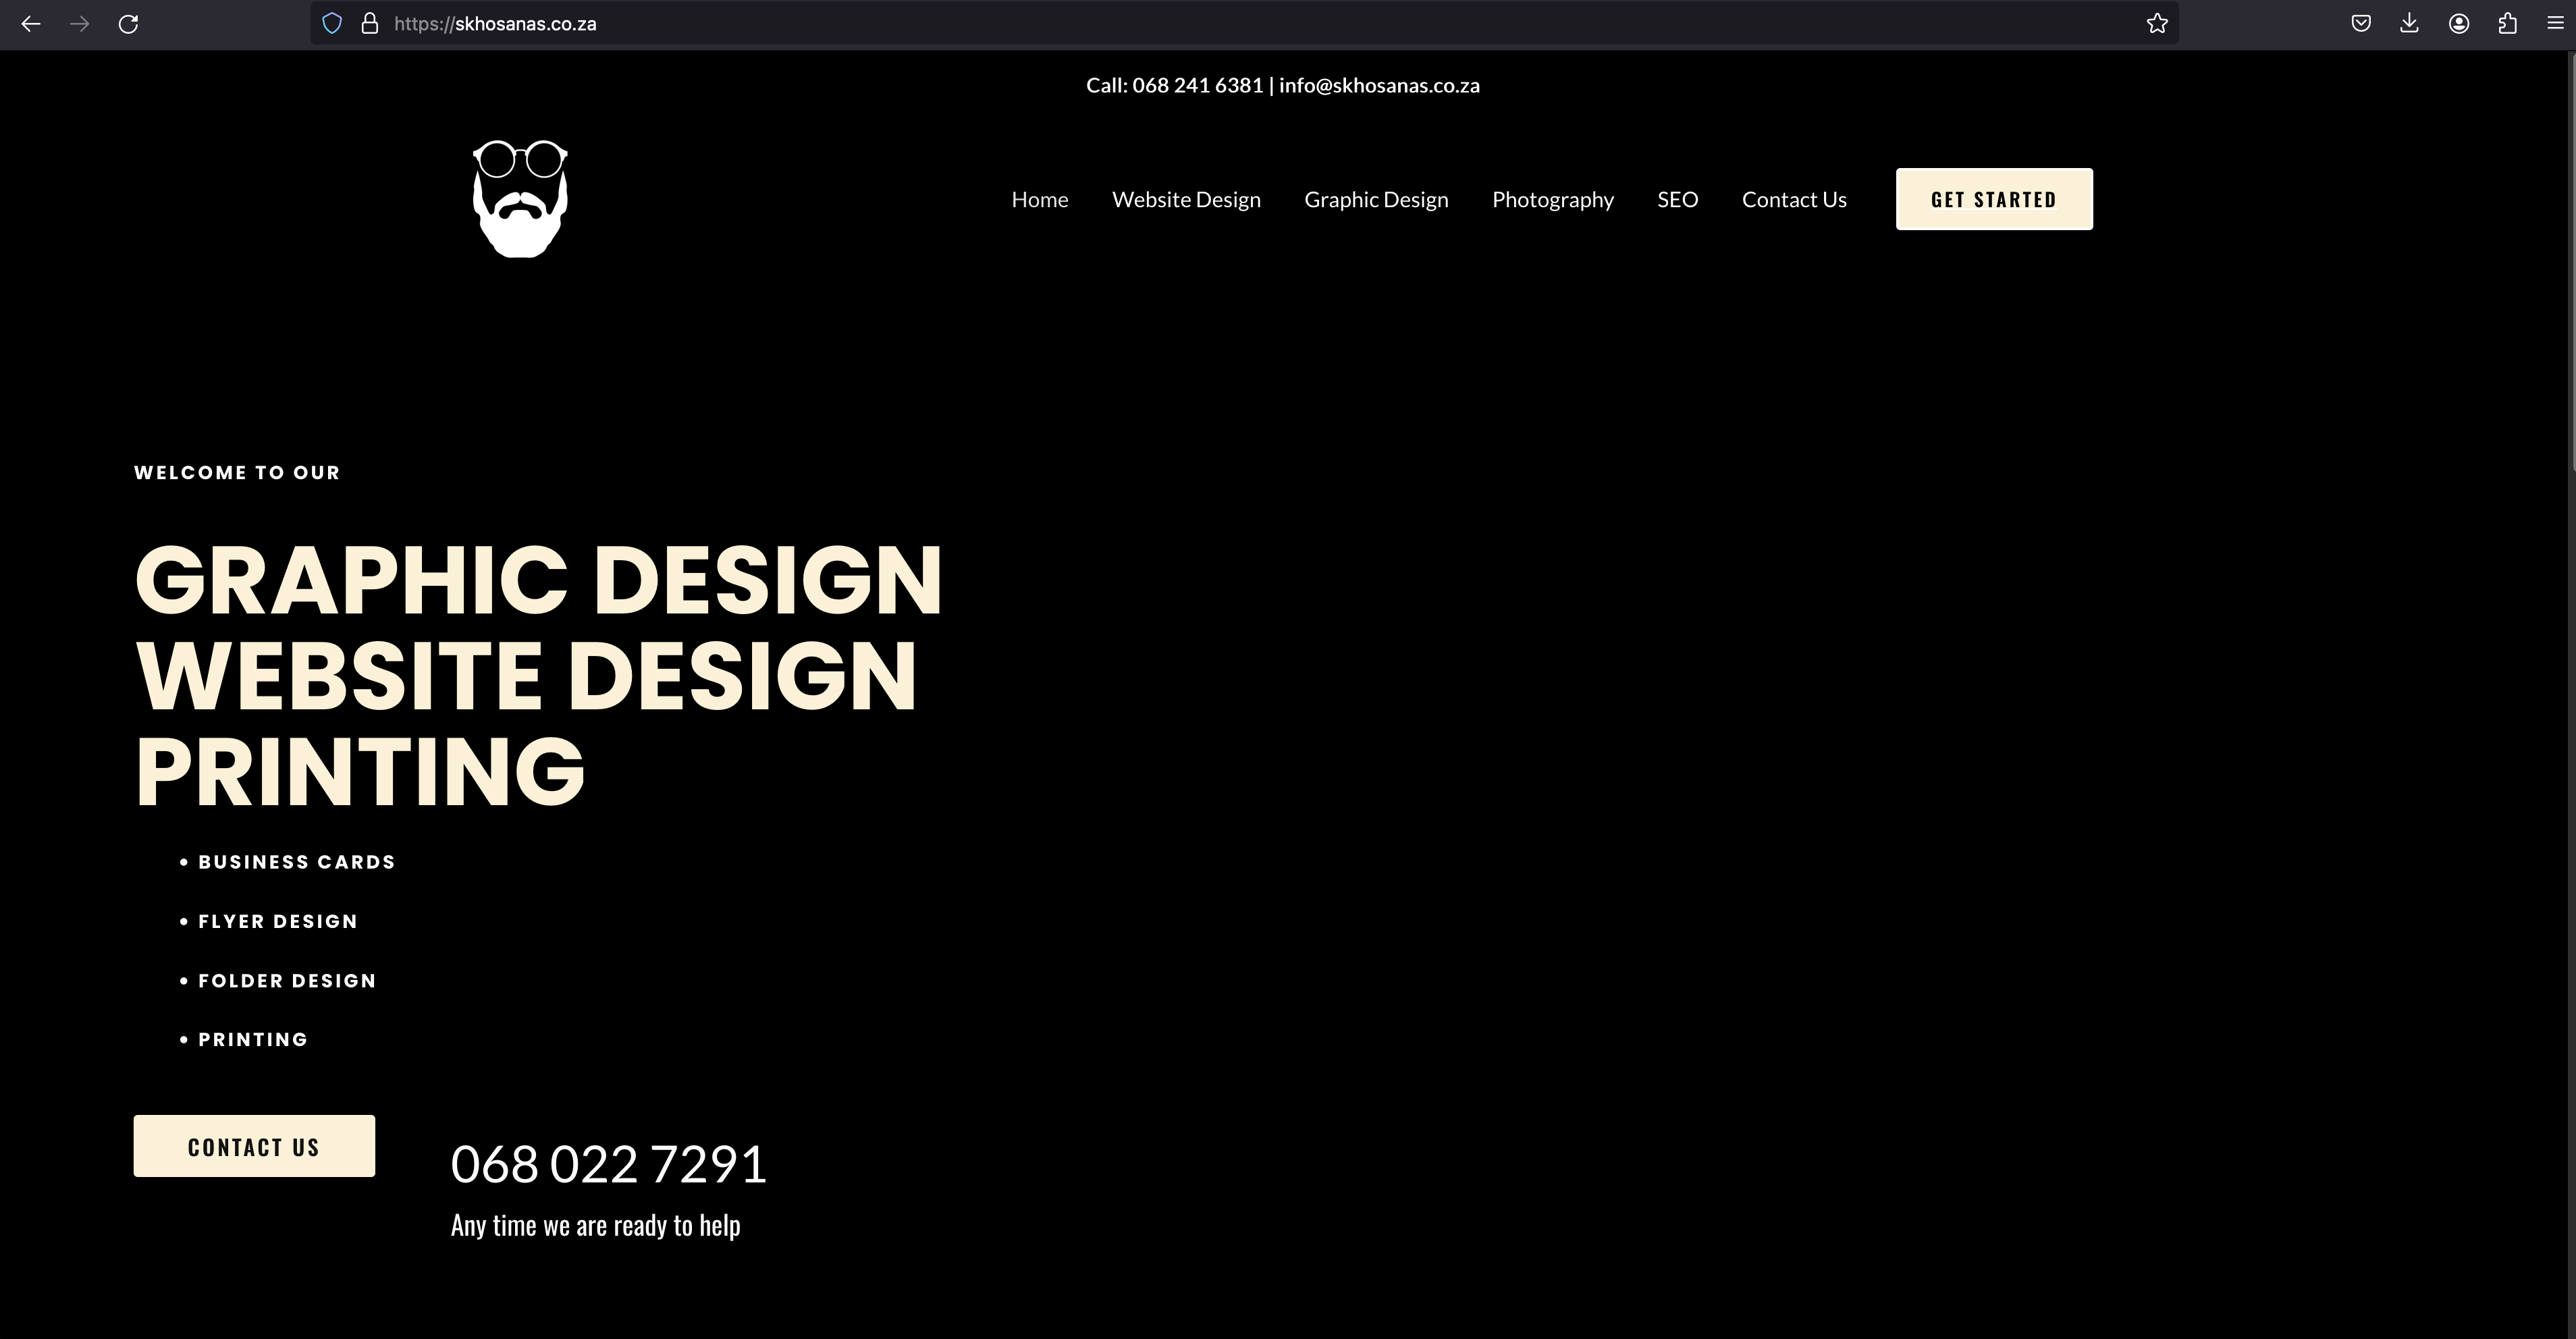 https://skhosanas.co.za
Call: 068 241 6381 | info@skhosanas.co.za
Home Website Design Graphic Design Photography SEO Contact Us GET STARTED
WELCOME TO OUR
GRAPHIC DESIGN
WEBSITE DESIGN
PRINTING
• BUSINESS CARDS
• FLYER DESIGN
• FOLDER DESIGN
• PRINTING
CONTACT US
068 022 7291
Any time we are ready to help